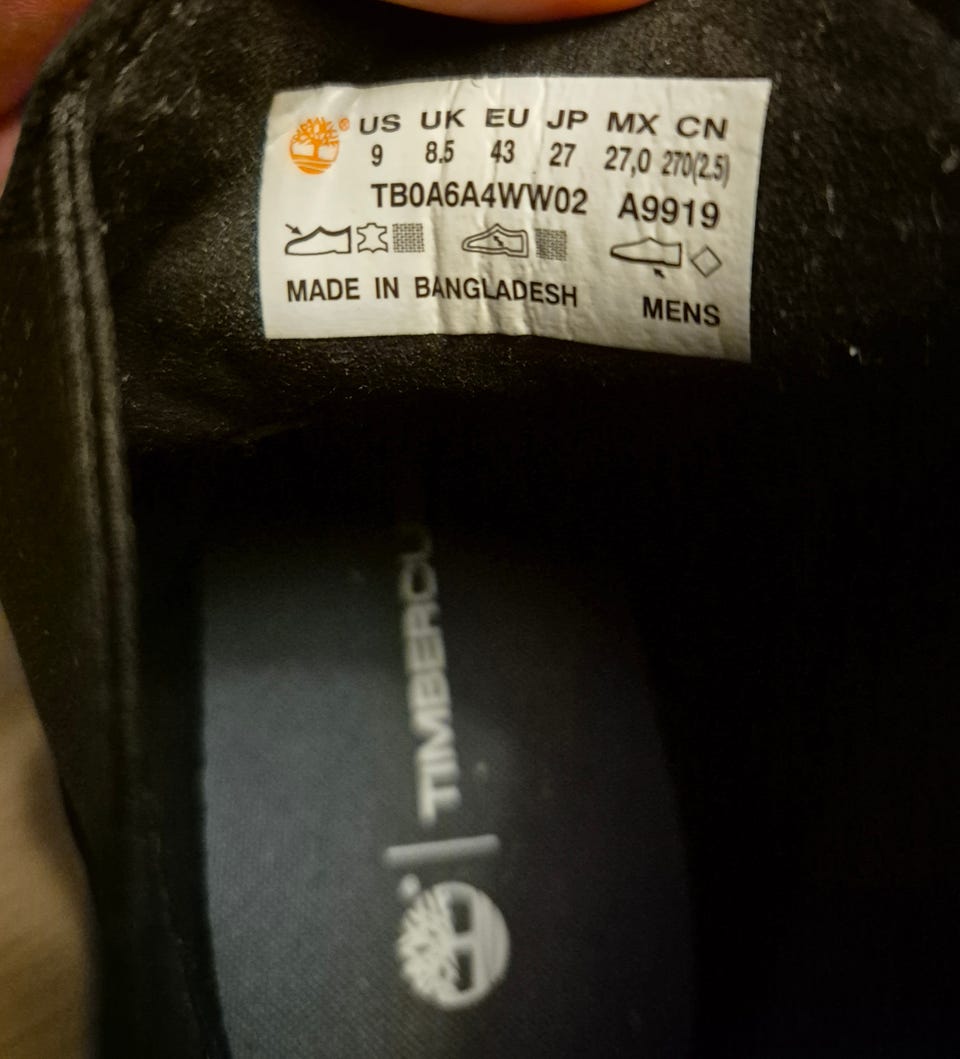 ® US UK EU JP MX CN
9 8.5 43 27 27,0 270(2.5)
TB0A6A4WW02 A9919
MADE IN BANGLADESH MENS